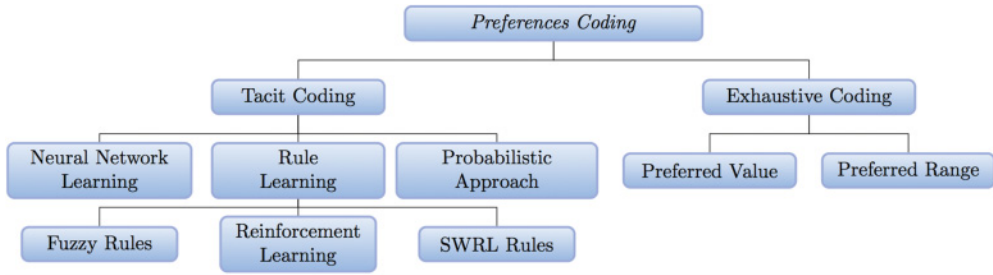 Preferences Coding
Tacit Coding
Exhaustive Coding
Neural Network
Learning
Rule
Learning
Probabilistic
Approach
Preferred Value
Preferred Range
Fuzzy Rules
Reinforcement
Learning
SWRL Rules